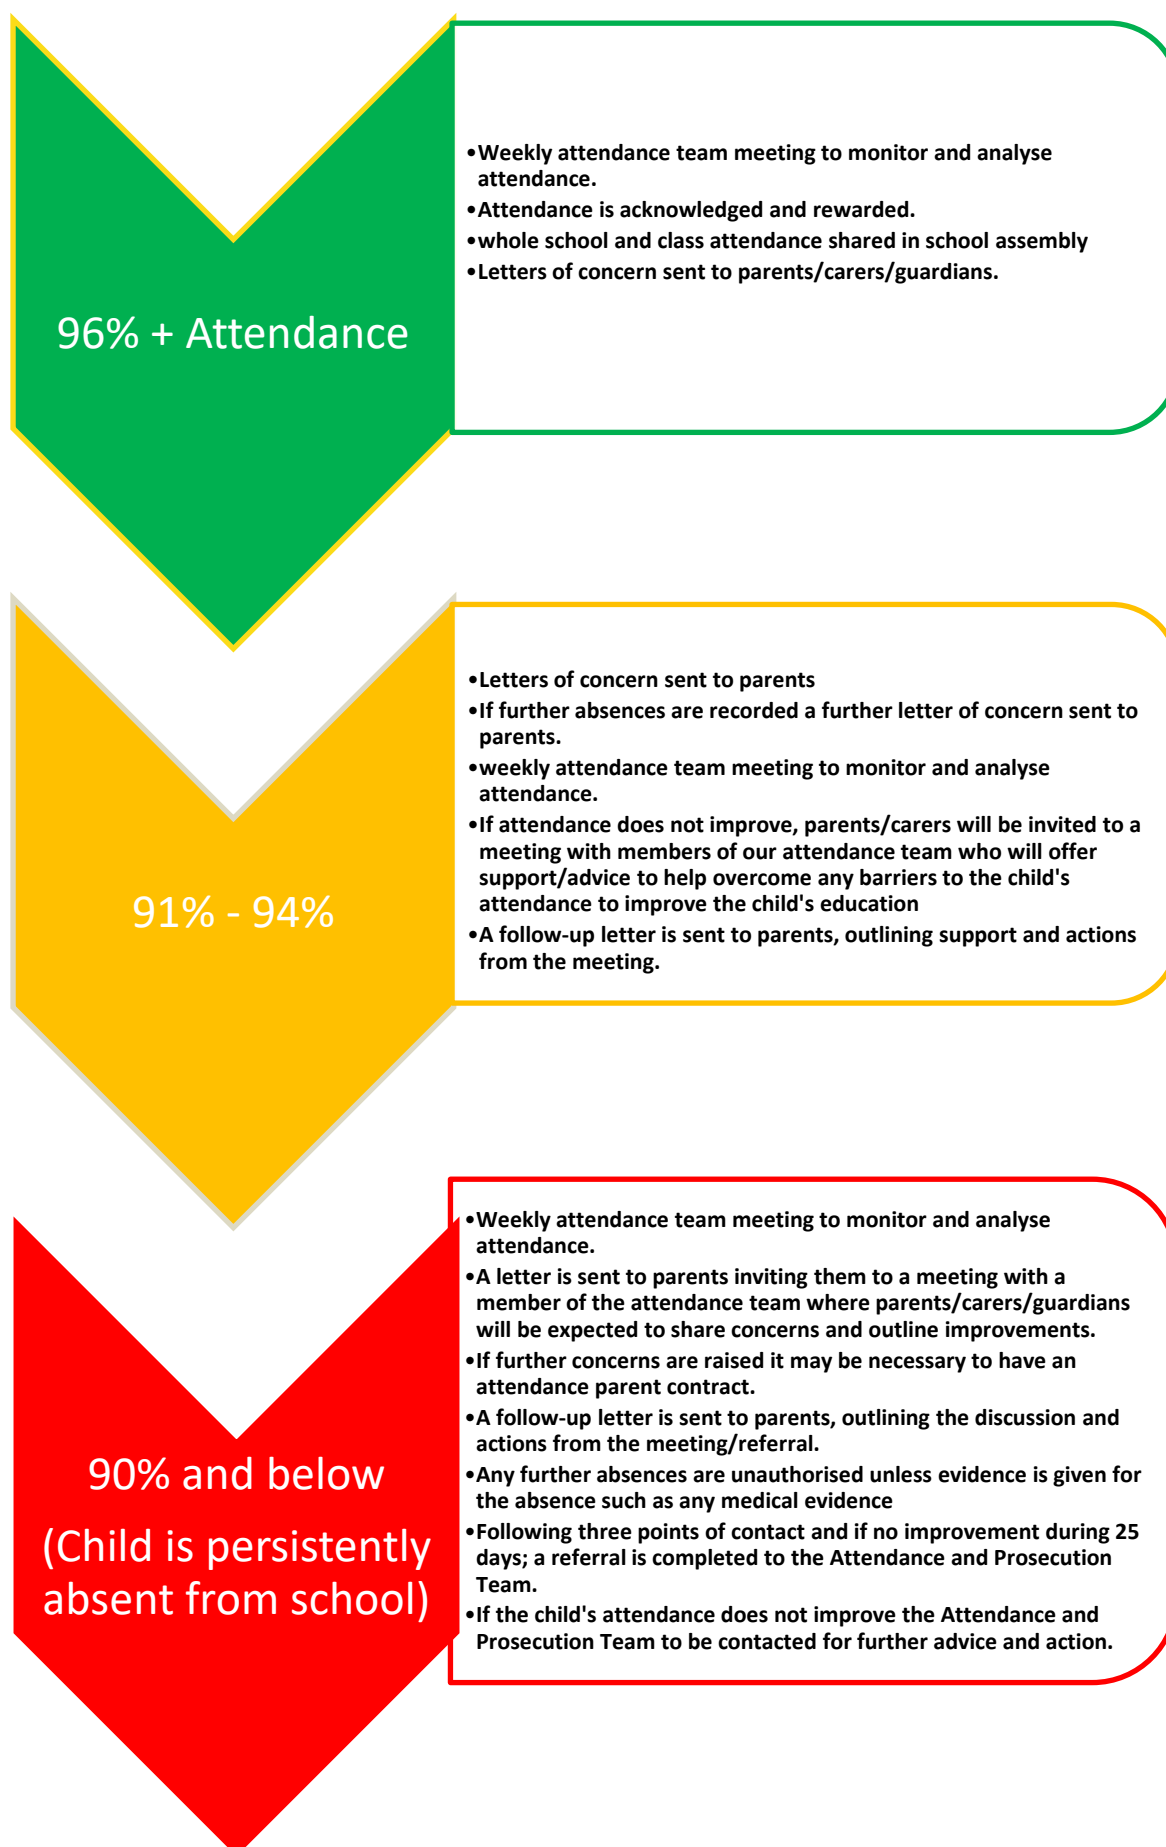 96% + Attendance
•Weekly attendance team meeting to monitor and analyse
attendance.
•Attendance is acknowledged and rewarded.
•whole school and class attendance shared in school assembly
•Letters of concern sent to parents/carers/guardians.
91% - 94%
•Letters of concern sent to parents
•If further absences are recorded a further letter of concern sent to
parents.
•weekly attendance team meeting to monitor and analyse
attendance.
•If attendance does not improve, parents/carers will be invited to a
meeting with members of our attendance team who will offer
support/advice to help overcome any barriers to the child's
attendance to improve the child's education
•A follow-up letter is sent to parents, outlining support and actions
from the meeting.
90% and below
(Child is persistently
absent from school)
•Weekly attendance team meeting to monitor and analyse
attendance.
•A letter is sent to parents inviting them to a meeting with a
member of the attendance team where parents/carers/guardians
will be expected to share concerns and outline improvements.
•If further concerns are raised it may be necessary to have an
attendance parent contract.
•A follow-up letter is sent to parents, outlining the discussion and
actions from the meeting/referral.
•Any further absences are unauthorised unless evidence is given for
the absence such as any medical evidence
•Following three points of contact and if no improvement during 25
days; a referral is completed to the Attendance and Prosecution
Team.
•If the child's attendance does not improve the Attendance and
Prosecution Team to be contacted for further advice and action.